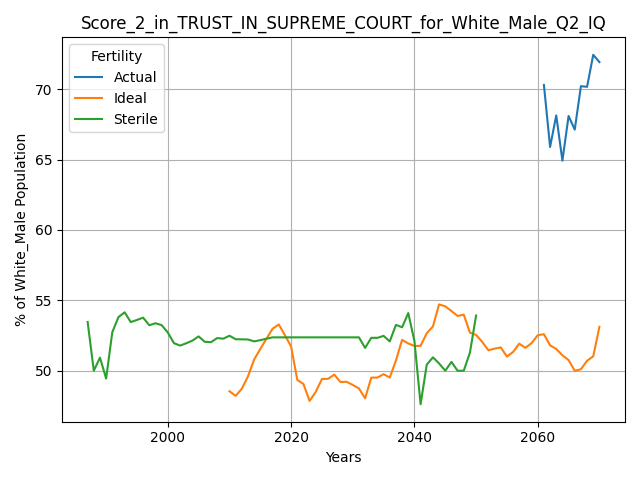 Score_2_in_TRUST_IN_SUPREME_COURT_for_White_Male_Q2_IQ
Fertility
Actual
Ideal
Sterile
% of White_Male Population
70
65
60
55
50
2000
2020
2040
2060
Years